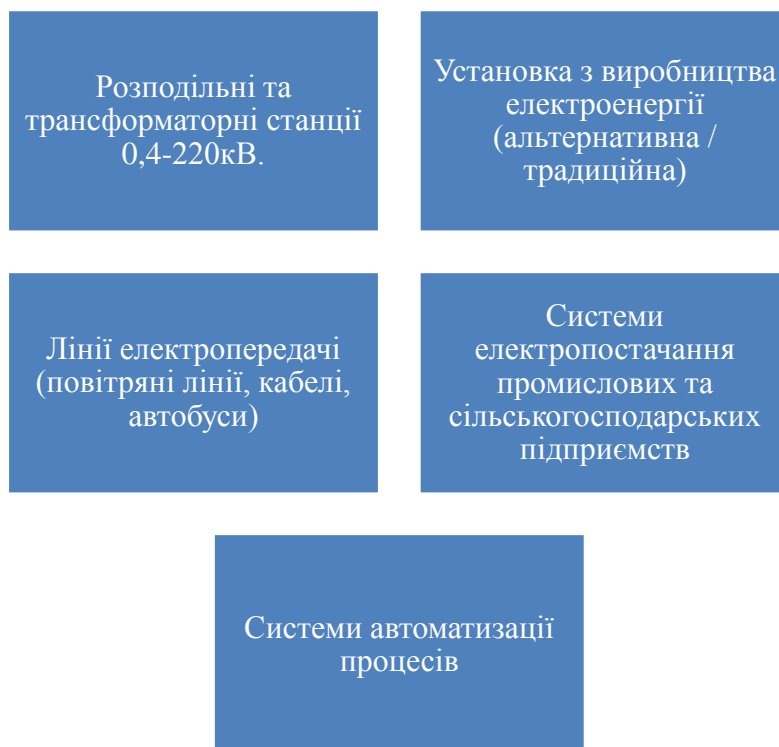 Розподільні та
трансформаторні станції
0,4-220кВ.
Установка з виробництва
електроенергії
(альтернативна /
традиційна)
Лінії електропередачі
(повітряні лінії, кабелі,
автобуси)
Системи
електропостачання
промислових та
сільськогосподарських
підприємств
Системи автоматизації
процесів